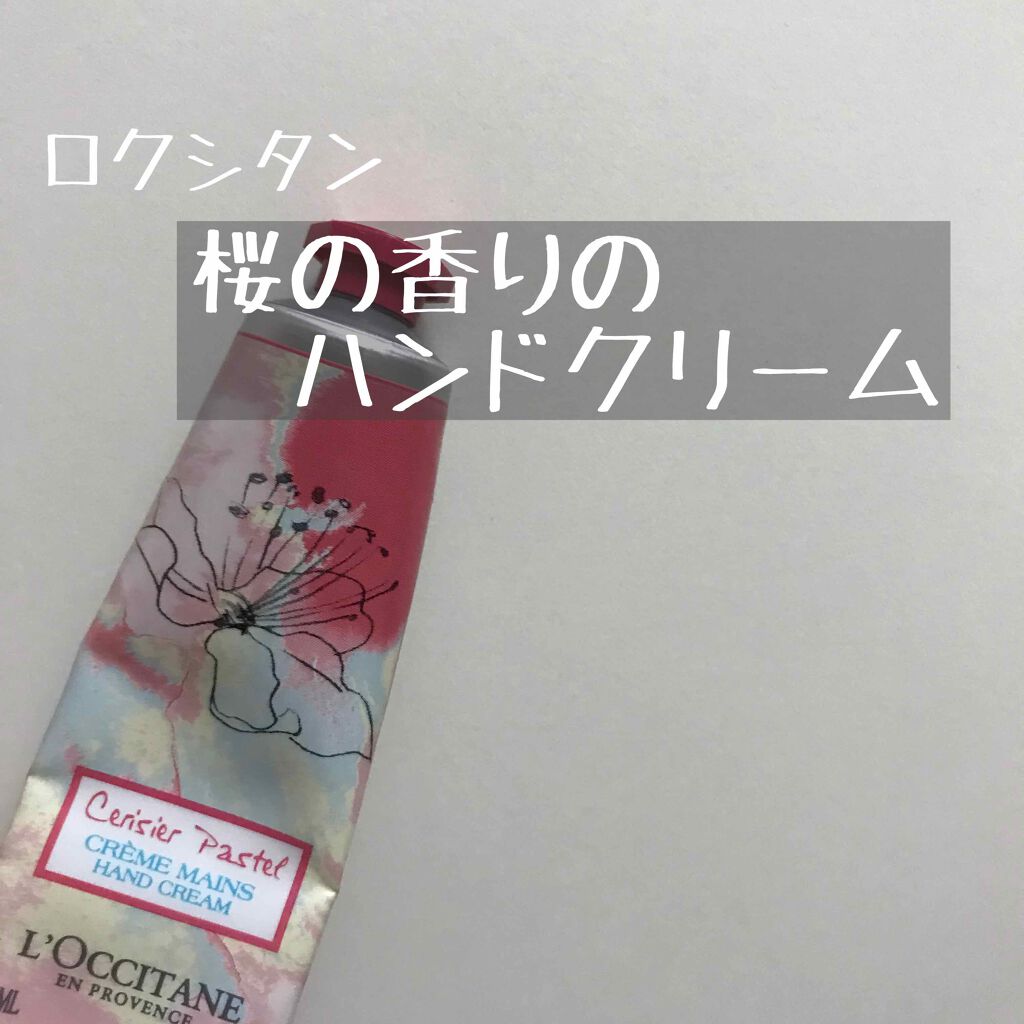 ロクシタン
桜の香りの
ハンドクリーム
Cerisier Pastel
CRÈME MAINS
HAND CREAM
L'OCCITANE
EN PROVENCE
ML